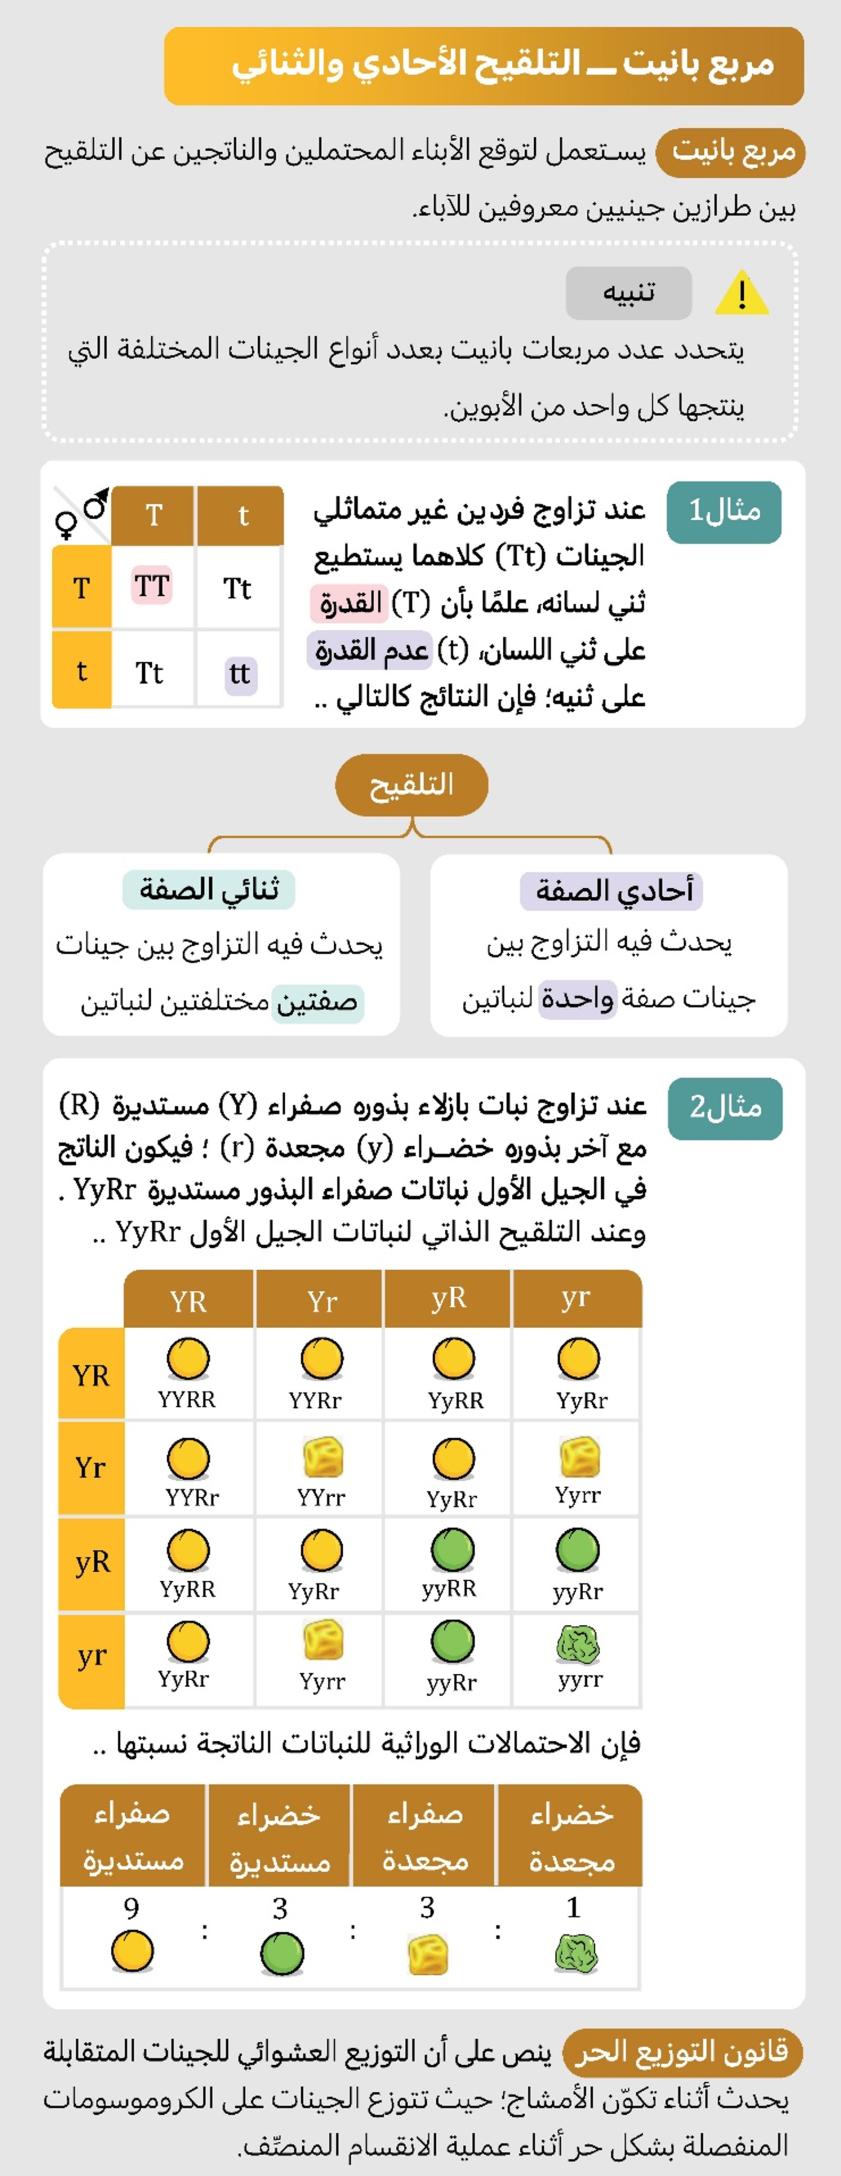 مربع بانيت ــ التلقيح الأحادي والثنائي
مربع بانيت يستعمل لتوقع الأبناء المحتملين والناتجين عن التلقيح
بين طرازين جينيين معروفين للآباء.
تنبيه
يتحدد عدد مربعات بانيت بعدد أنواع الجينات المختلفة التي
ينتجها كل واحد من الأبوين.
مثال1
عند تزاوج فردين غير متماثلي
الجينات (Tt) كلاهما يستطيع
ثني لسانه، علمًا بأن (T) القدرة
على ثني اللسان، (t) عدم القدرة
على ثنيه؛ فإن النتائج كالتالي ..
♂ ♀ T t
T TT Tt
t Tt tt
التلقيح
أحادي الصفة
يحدث فيه التزاوج بين
جينات صفة واحدة لنباتين
ثنائي الصفة
يحدث فيه التزاوج بين جينات
صفتين مختلفتين لنباتين
مثال2
عند تزاوج نبات بازلاء بذوره صفراء (Y) مستديرة (R)
مع آخر بذوره خضراء (y) مجعدة (r) ؛ فيكون الناتج
في الجيل الأول نباتات صفراء البذور مستديرة YyRr .
وعند التلقيح الذاتي لنباتات الجيل الأول YyRr ..
YR Yr yR yr
YR YYRR YYRr YyRR YyRr
Yr YYRr YYrr YyRr Yyrr
yR YyRR YyRr yyRR yyRr
yr YyRr Yyrr yyRr yyrr
فإن الاحتمالات الوراثية للنباتات الناتجة نسبتها ..
صفراء خضراء صفراء خضراء
مستديرة مستديرة مجعدة مجعدة
9 : 3 : 3 : 1
قانون التوزيع الحر ينص على أن التوزيع العشوائي للجينات المتقابلة
يحدث أثناء تكوّن الأمشاج؛ حيث تتوزع الجينات على الكروموسومات
المنفصلة بشكل حر أثناء عملية الانقسام المنصِّف.